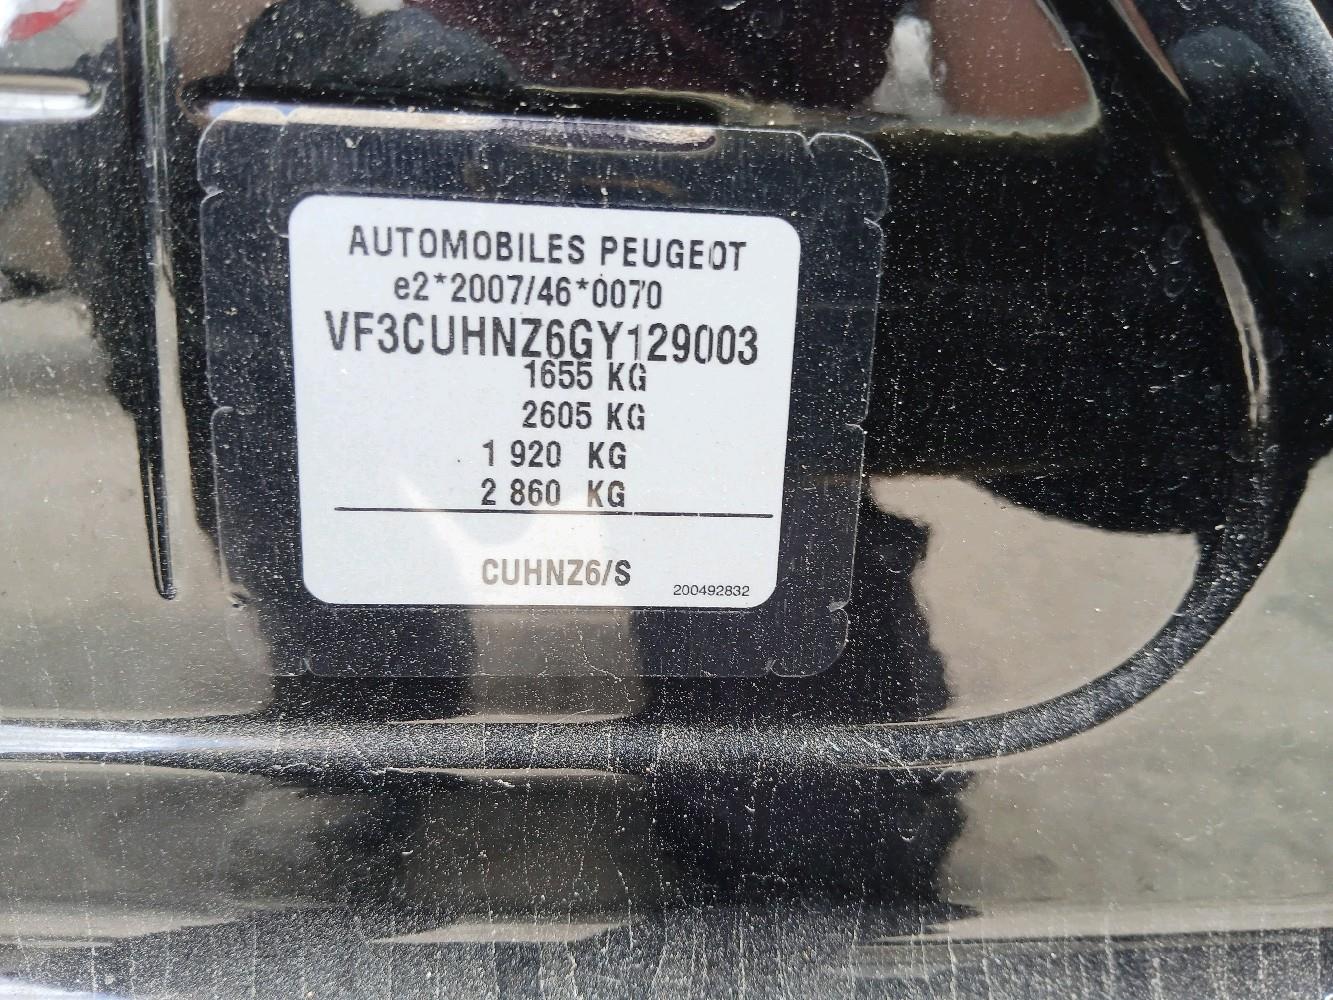 AUTOMOBILES PEUGEOT
e2*2007/46*0070
VF3CUHNZ6GY129003
1655 KG
2605 KG
1 920 KG
2 860 KG
CUHNZ6/S
200492832